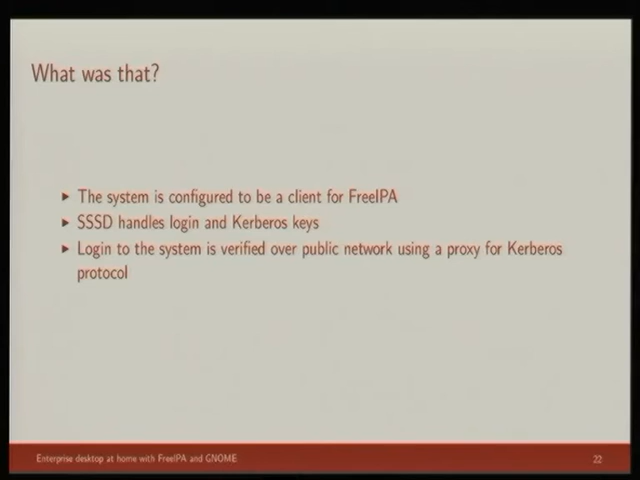 What was that?
The system is configured to be a client for FreeIPA
SSSD handles login and Kerberos keys
Login to the system is verified over public network using a proxy for Kerberos
protocol
Enterprise desktop at home with FreeIPA and GNOME
22